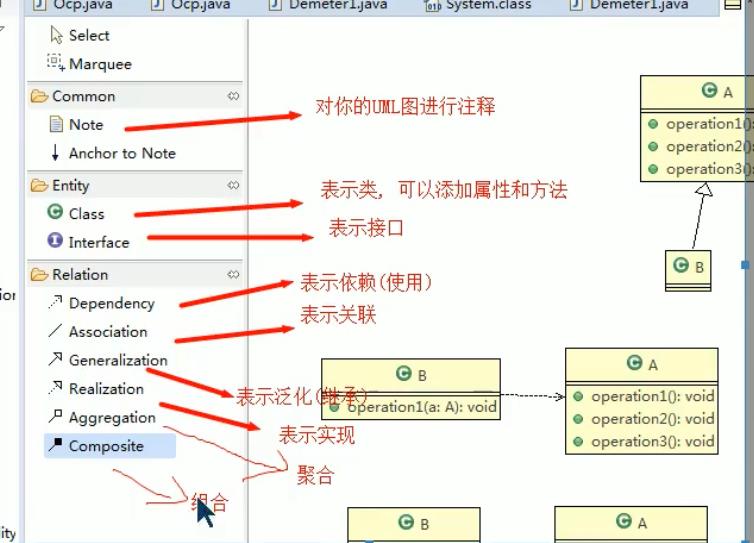 Ocp.java
Ocp.java
Demeter1.java
System.class
Demeter1.java
Select
Marquee
Common
Note
对你的UML图进行注释
Anchor to Note
Entity
Class
表示类, 可以添加属性和方法
Interface
表示接口
Relation
Dependency
表示依赖(使用)
Association
表示关联
Generalization
表示泛化(继承)
Realization
表示实现
Aggregation
聚合
Composite
组合
A
operation1():
operation2():
operation3():
B
B
operation1(a: A): void
A
operation1(): void
operation2(): void
operation3(): void
B
A